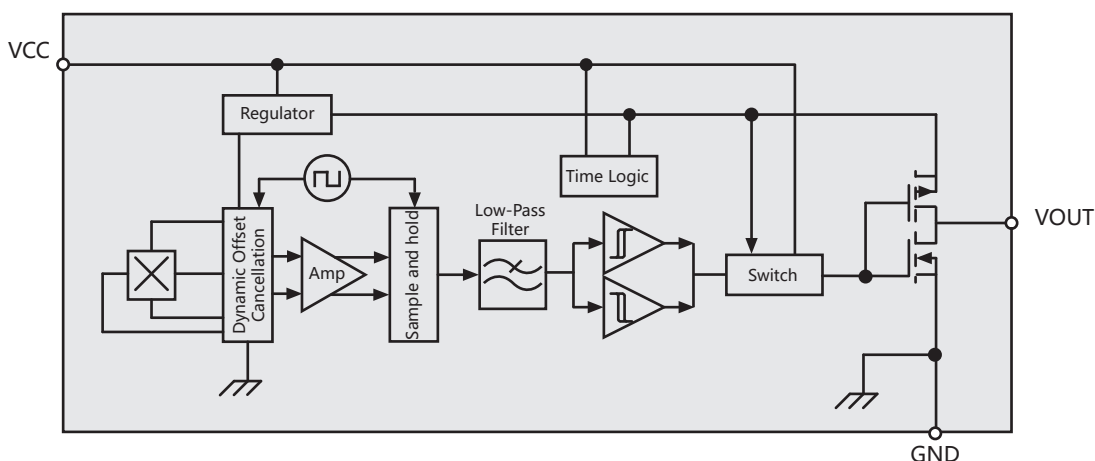 VCC
Regulator
Time Logic
Low-Pass
Filter
VOUT
Dynamic Offset
Cancellation
Amp
Sample and hold
Switch
GND